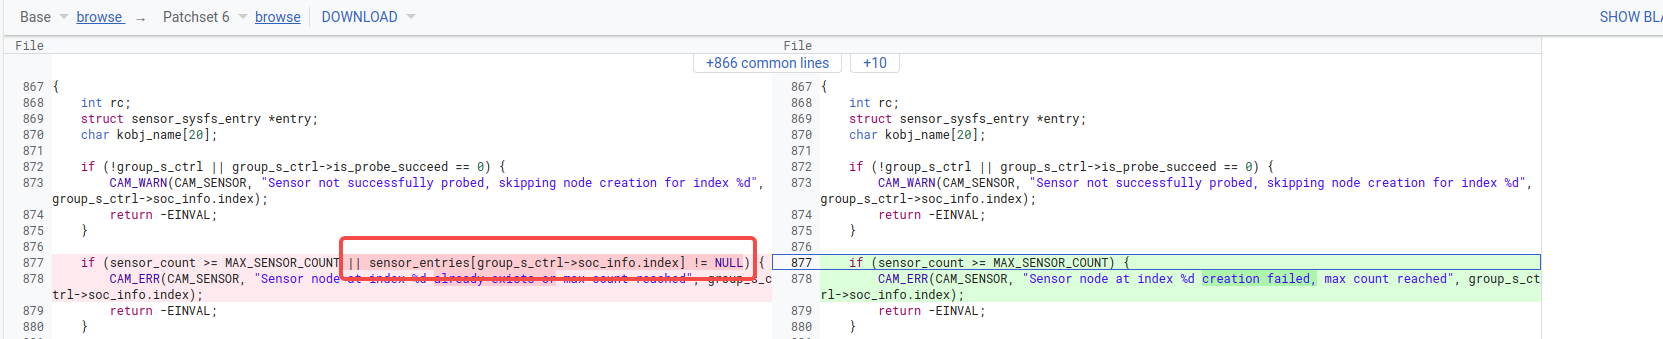 Base browse → Patchset 6 browse DOWNLOAD SHOW BLA
File File
+866 common lines +10
867 {
868 int rc;
869 struct sensor_sysfs_entry *entry;
870 char kobj_name[20];
871
872 if (!group_s_ctrl || group_s_ctrl->is_probe_succeed == 0) {
873 CAM_WARN(CAM_SENSOR, "Sensor not successfully probed, skipping node creation for index %d",
group_s_ctrl->soc_info.index);
874 return -EINVAL;
875 }
876
877 if (sensor_count >= MAX_SENSOR_COUNT || sensor_entries[group_s_ctrl->soc_info.index] != NULL) {
878 CAM_ERR(CAM_SENSOR, "Sensor node at index %d already exists or max count reached", group_s_c
trl->soc_info.index);
879 return -EINVAL;
880 }
867 {
868 int rc;
869 struct sensor_sysfs_entry *entry;
870 char kobj_name[20];
871
872 if (!group_s_ctrl || group_s_ctrl->is_probe_succeed == 0) {
873 CAM_WARN(CAM_SENSOR, "Sensor not successfully probed, skipping node creation for index %d",
group_s_ctrl->soc_info.index);
874 return -EINVAL;
875 }
876
877 if (sensor_count >= MAX_SENSOR_COUNT) {
878 CAM_ERR(CAM_SENSOR, "Sensor node at index %d creation failed, max count reached", group_s_ct
rl->soc_info.index);
879 return -EINVAL;
880 }